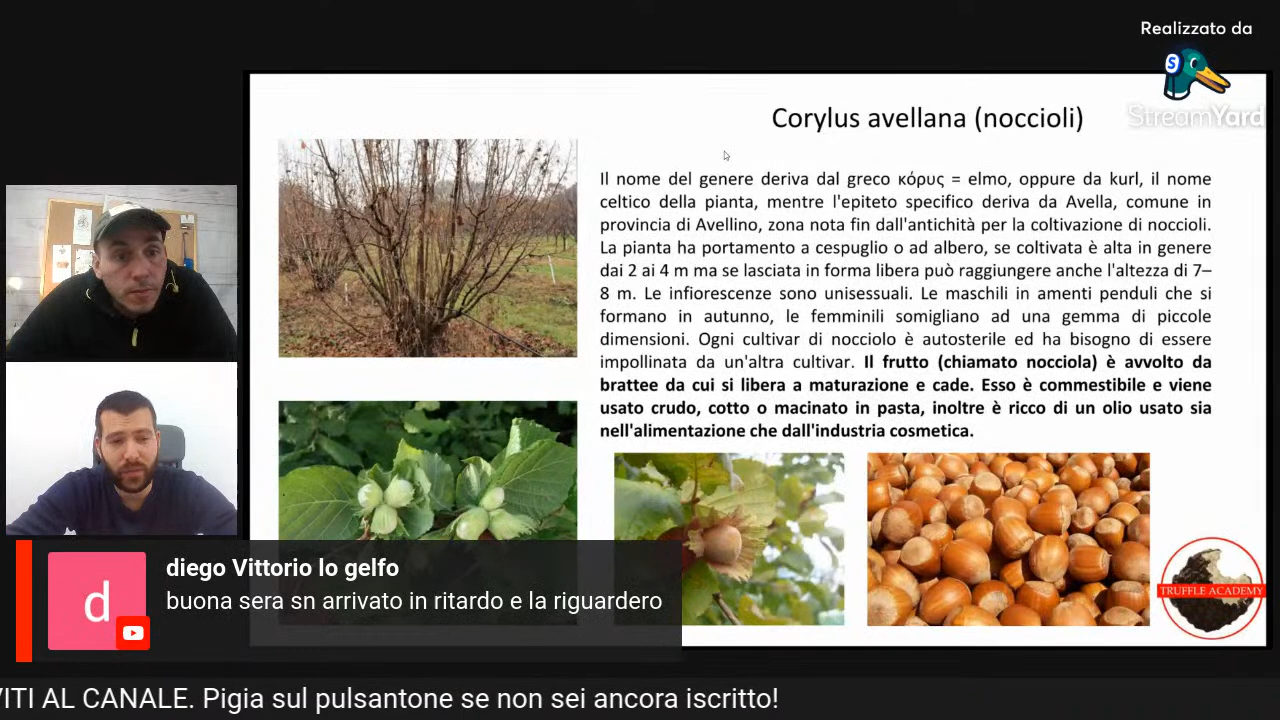 Realizzato da
S
StreamYard
Corylus avellana (noccioli)
Il nome del genere deriva dal greco κόρυς = elmo, oppure da kurl, il nome
celtico della pianta, mentre l'epiteto specifico deriva da Avella, comune in
provincia di Avellino, zona nota fin dall'antichità per la coltivazione di noccioli.
La pianta ha portamento a cespuglio o ad albero, se coltivata è alta in genere
dai 2 ai 4 m ma se lasciata in forma libera può raggiungere anche l'altezza di 7–
8 m. Le infiorescenze sono unisessuali. Le maschili in amenti penduli che si
formano in autunno, le femminili somigliano ad una gemma di piccole
dimensioni. Ogni cultivar di nocciolo è autosterile ed ha bisogno di essere
impollinata da un'altra cultivar. Il frutto (chiamato nocciola) è avvolto da
brattee da cui si libera a maturazione e cade. Esso è commestibile e viene
usato crudo, cotto o macinato in pasta, inoltre è ricco di un olio usato sia
nell'alimentazione che dall'industria cosmetica.
TRUFFLE ACADEMY
d
diego Vittorio lo gelfo
buona sera sn arrivato in ritardo e la riguardero
VITI AL CANALE. Pigia sul pulsantone se non sei ancora iscritto!